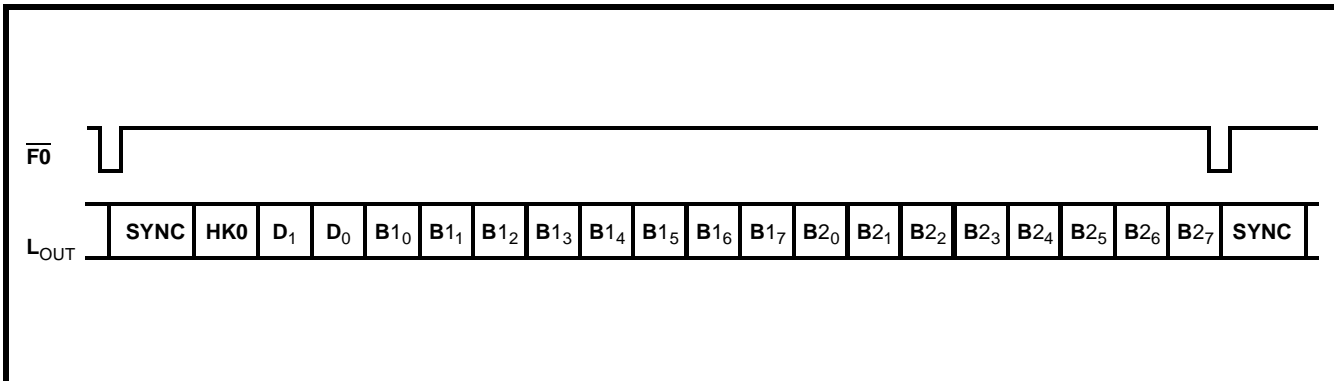 F0
L_OUT SYNC HK0 D₁ D₀ B1₀ B1₁ B1₂ B1₃ B1₄ B1₅ B1₆ B1₇ B2₀ B2₁ B2₂ B2₃ B2₄ B2₅ B2₆ B2₇ SYNC